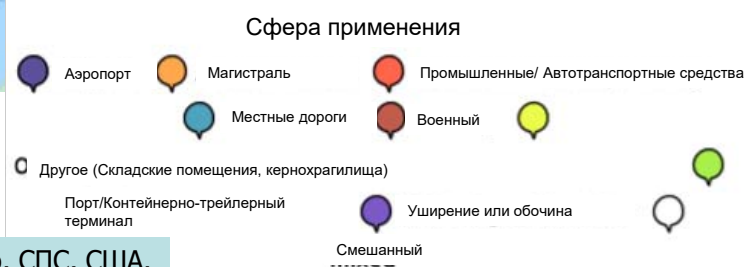 Сфера применения
Аэропорт
Магистраль
Промышленные/ Автотранспортные средства
Местные дороги
Военный
Другое (Складские помещения, кернохрагилища)
Порт/Контейнерно-трейлерный
терминал
Уширение или обочина
Смешанный
СПС, США,